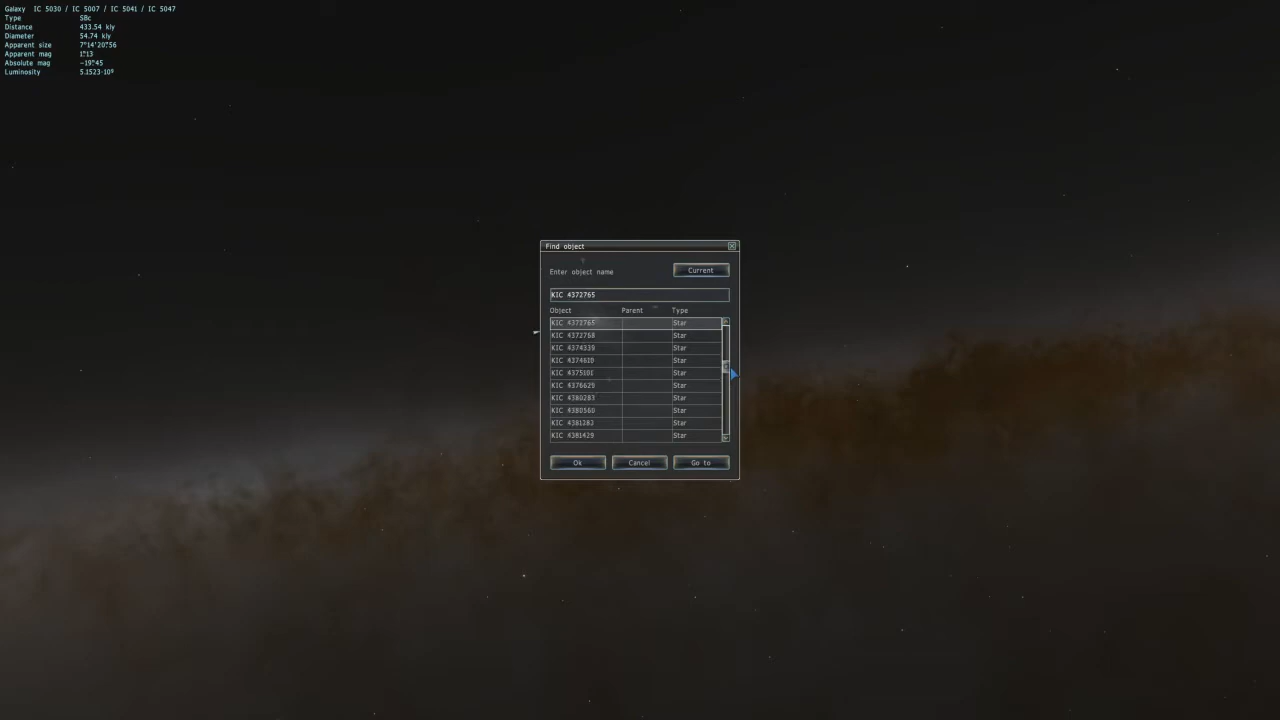 Galaxy IC 5030 / IC 5007 / IC 5041 / IC 5047
Type SBc
Distance 433.54 kly
Diameter 54.74 kly
Apparent size 7°14'20."56
Apparent mag 1.m13
Absolute mag -19.m45
Luminosity 5.1523·10⁹
Find object
Enter object name
Current
KIC 4372765
Object Parent Type
KIC 4372765 Star
KIC 4372768 Star
KIC 4374339 Star
KIC 4374610 Star
KIC 4375101 Star
KIC 4376620 Star
KIC 4380283 Star
KIC 4380560 Star
KIC 4381283 Star
KIC 4381429 Star
Ok Cancel Go to